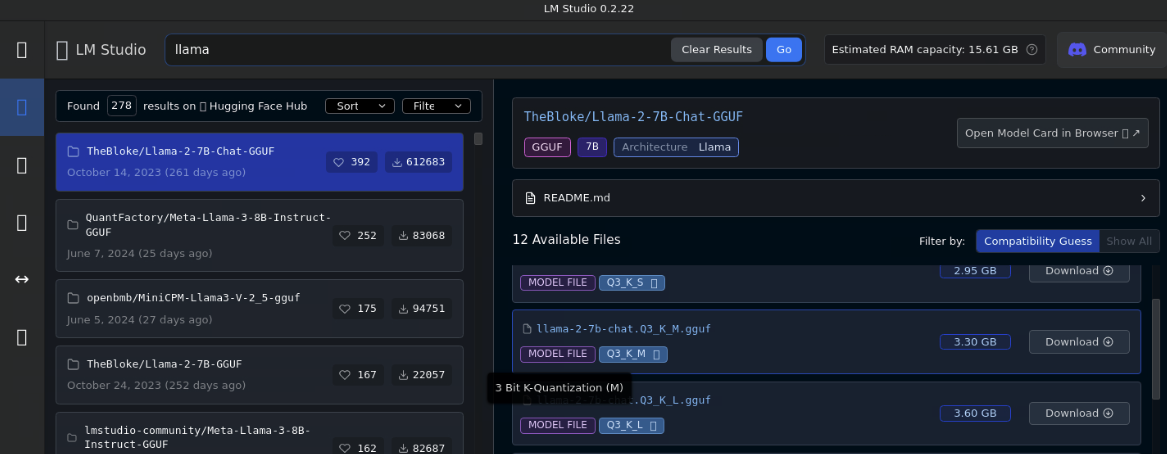 LM Studio 0.2.22
LM Studio
llama
Clear Results
Go
Estimated RAM capacity: 15.61 GB
Community
Found 278 results on Hugging Face Hub
Sort
Filte
TheBloke/Llama-2-7B-Chat-GGUF
October 14, 2023 (261 days ago)
392
612683
QuantFactory/Meta-Llama-3-8B-Instruct-
GGUF
June 7, 2024 (25 days ago)
252
83068
openbmb/MiniCPM-Llama3-V-2_5-gguf
June 5, 2024 (27 days ago)
175
94751
TheBloke/Llama-2-7B-GGUF
October 24, 2023 (252 days ago)
167
22057
lmstudio-community/Meta-Llama-3-8B-
Instruct-GGUF
162
82687
TheBloke/Llama-2-7B-Chat-GGUF
GGUF
7B
Architecture Llama
Open Model Card in Browser ↗
README.md
12 Available Files
Filter by:
Compatibility Guess
Show All
2.95 GB
Download
MODEL FILE
Q3_K_S
llama-2-7b-chat.Q3_K_M.gguf
MODEL FILE
Q3_K_M
3.30 GB
Download
3 Bit K-Quantization (M)
llama-2-7b-chat.Q3_K_L.gguf
MODEL FILE
Q3_K_L
3.60 GB
Download